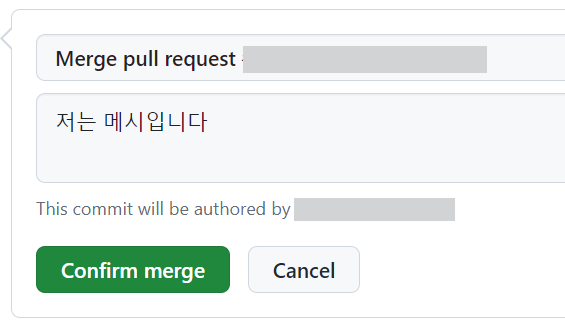 Merge pull request
저는 메시입니다
This commit will be authored by
Confirm merge
Cancel